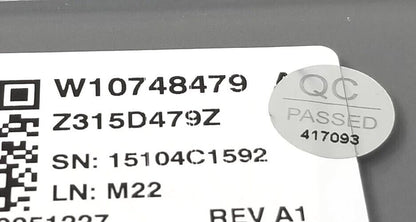 W10748479 A
QC
PASSED
417093
Z315D479Z
SN: 15104C1592
LN: M22
REV A1